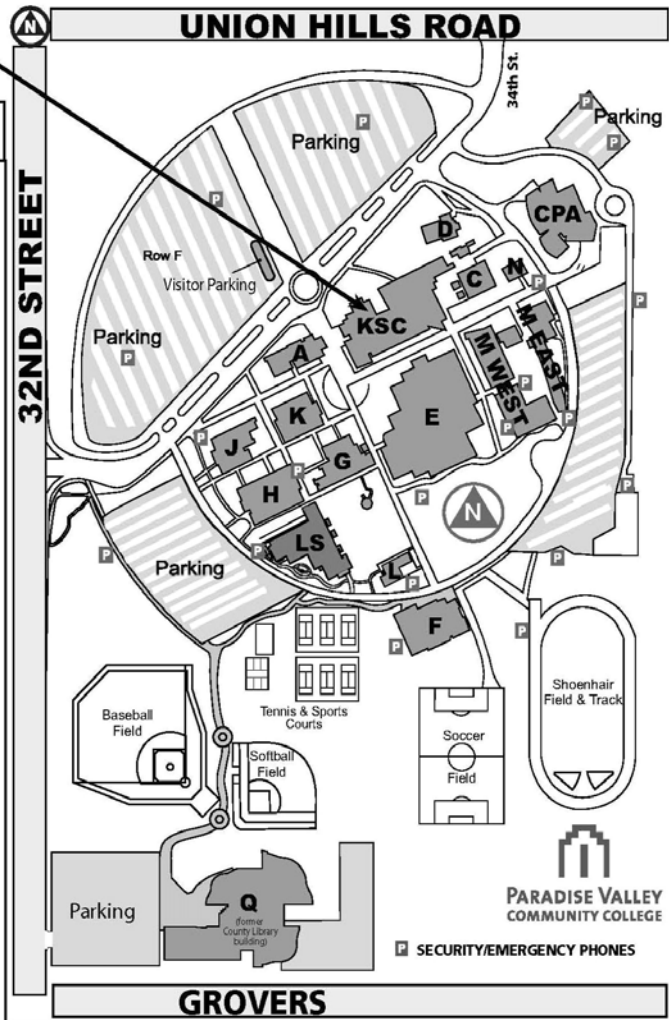 N
UNION HILLS ROAD
34th St.
32ND STREET
Parking
P
Parking
P
P
P
CPA
D
Row F
Visitor Parking
C
N
P
KSC
P
Parking
P
A
M WEST
M EAST
K
E
P
J
P
G
P
P
P
H
P
N
P
LS
P
P
P
Parking
L
P
F
P
P
Shoenhair
Field & Track
Tennis & Sports
Courts
Baseball
Field
Soccer
Field
Softball
Field
PARADISE VALLEY
COMMUNITY COLLEGE
Parking
Q
(former
County Library
building)
P SECURITY/EMERGENCY PHONES
GROVERS